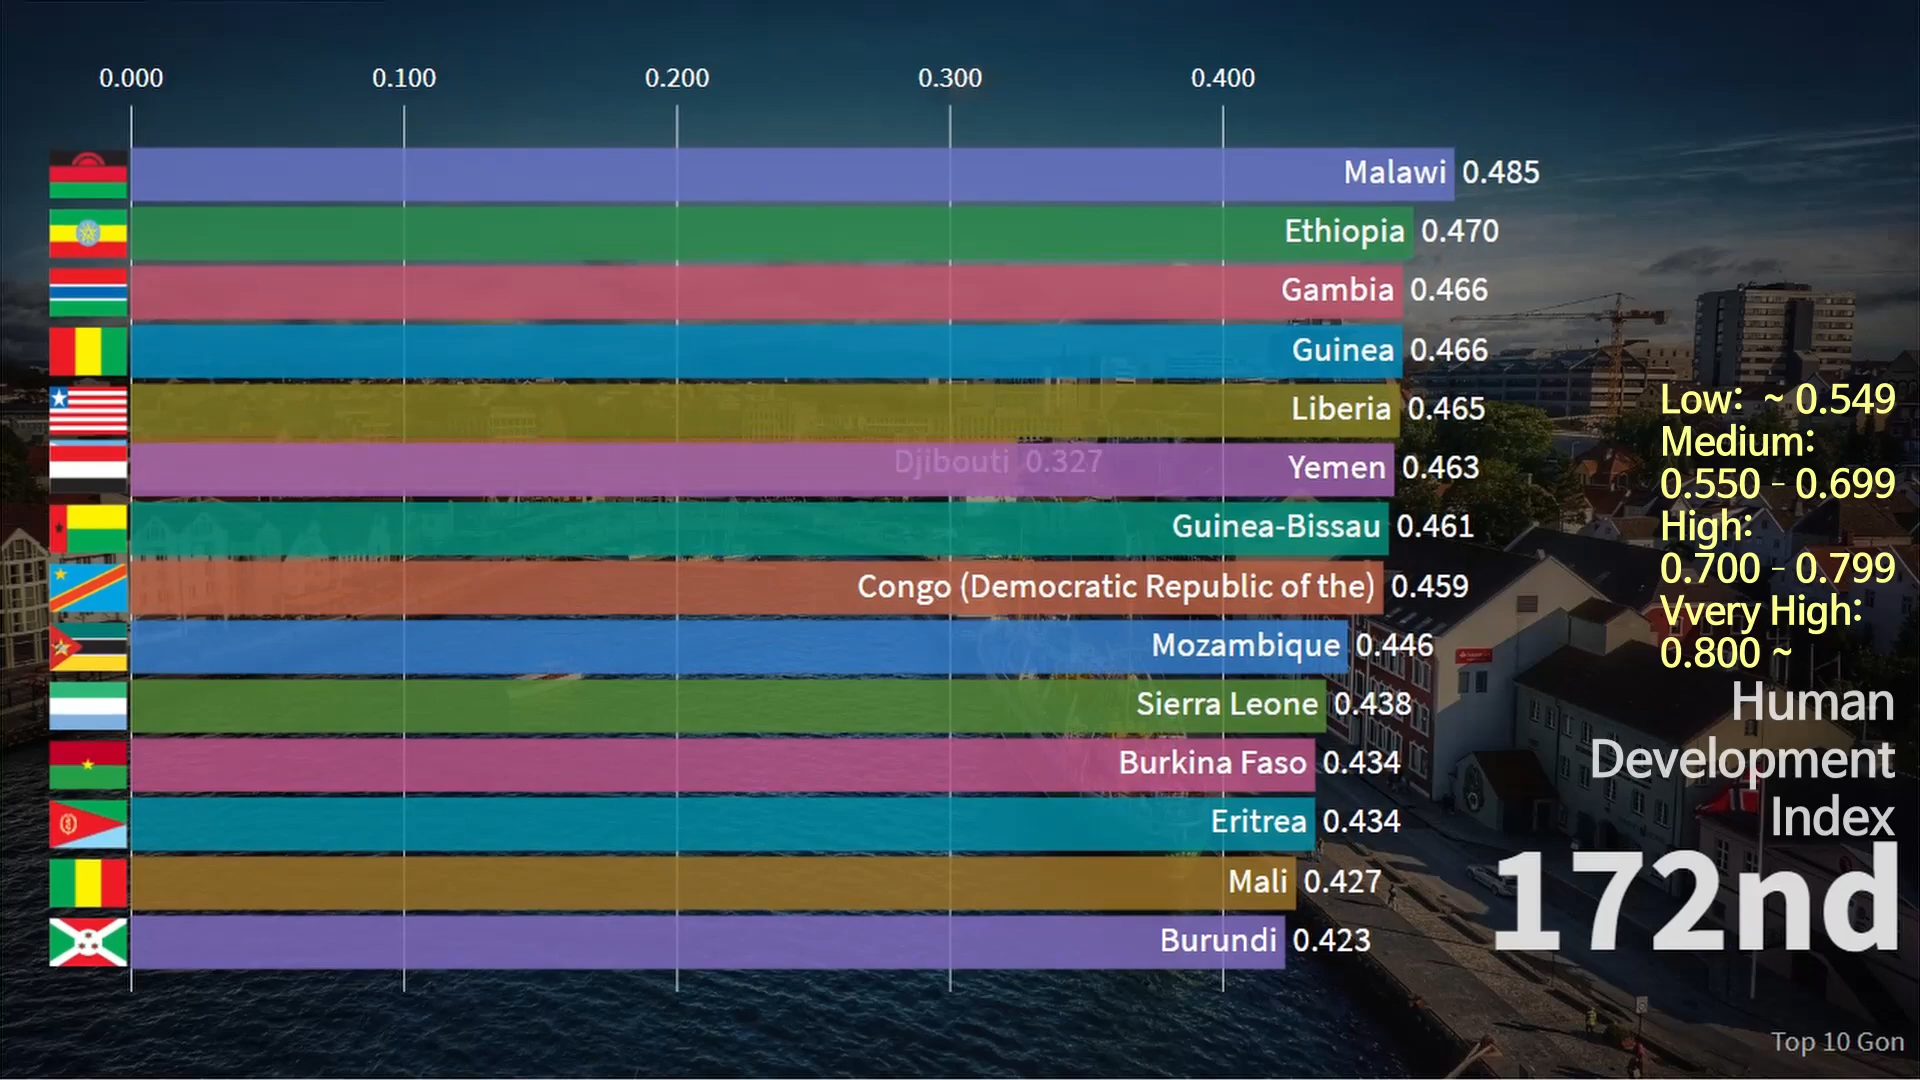 0.000 0.100 0.200 0.300 0.400
Malawi 0.485
Ethiopia 0.470
Gambia 0.466
Guinea 0.466
Liberia 0.465
Djibouti 0.327
Yemen 0.463
Guinea-Bissau 0.461
Congo (Democratic Republic of the) 0.459
Mozambique 0.446
Sierra Leone 0.438
Burkina Faso 0.434
Eritrea 0.434
Mali 0.427
Burundi 0.423
Low: ~ 0.549
Medium:
0.550 - 0.699
High:
0.700 - 0.799
Vvery High:
0.800 ~
Human
Development
Index
172nd
Top 10 Gon